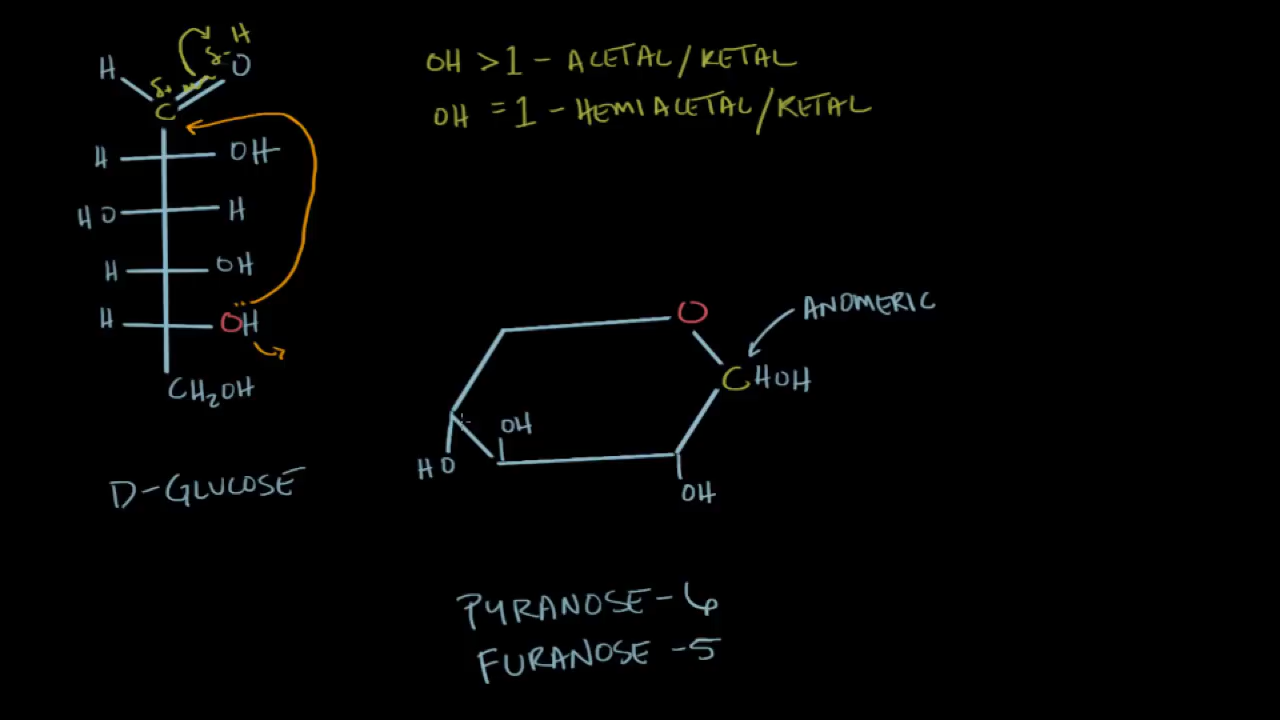 H
H δ+ δ- O
C
H OH
HO H
H OH
H OH
CH2OH
D-GLUCOSE
OH >1 - ACETAL/KETAL
OH =1 - HEMIACETAL/KETAL
ANOMERIC
O
CHOH
OH
HO
OH
PYRANOSE-6
FURANOSE-5